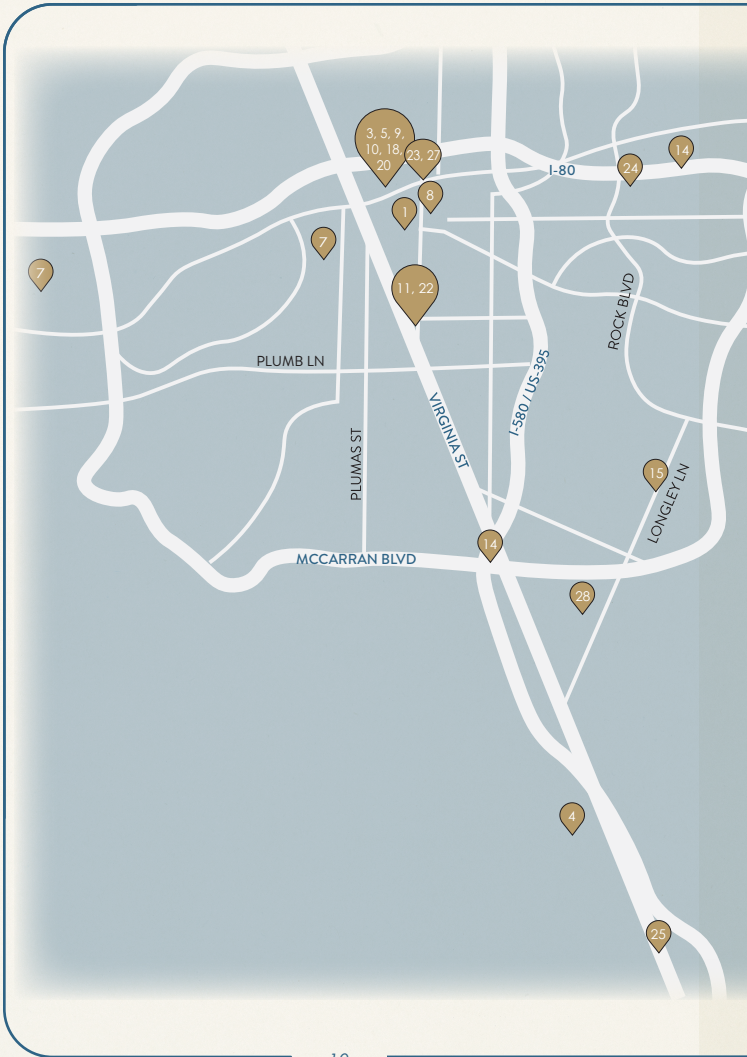 3, 5, 9,
10, 18,
20
23, 27
14
24
I-80
8
1
7
7
11, 22
ROCK BLVD
PLUMB LN
I-580 / US-395
VIRGINIA ST
PLUMAS ST
15
LONGLEY LN
14
MCCARRAN BLVD
28
4
25